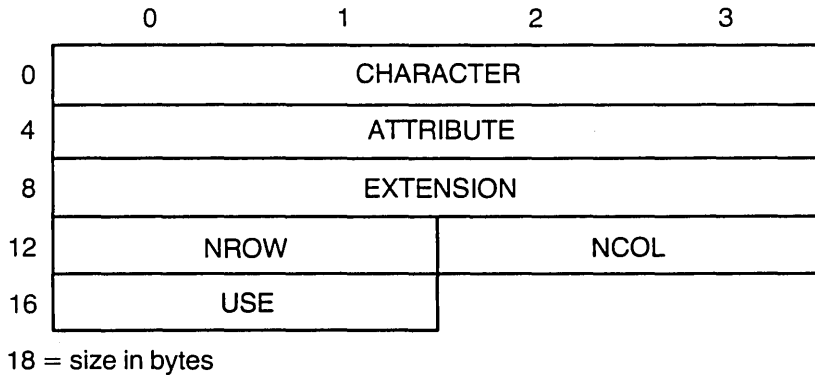 0 1 2 3
0 CHARACTER
4 ATTRIBUTE
8 EXTENSION
12 NROW NCOL
16 USE
18 = size in bytes